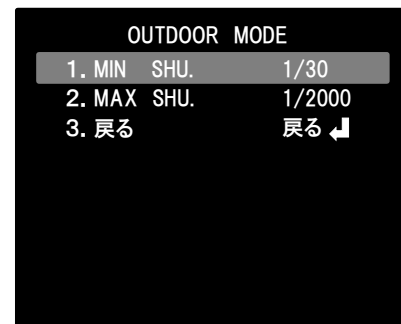 OUTDOOR MODE
1. MIN SHU. 1/30
2. MAX SHU. 1/2000
3. 戻る 戻る ↲